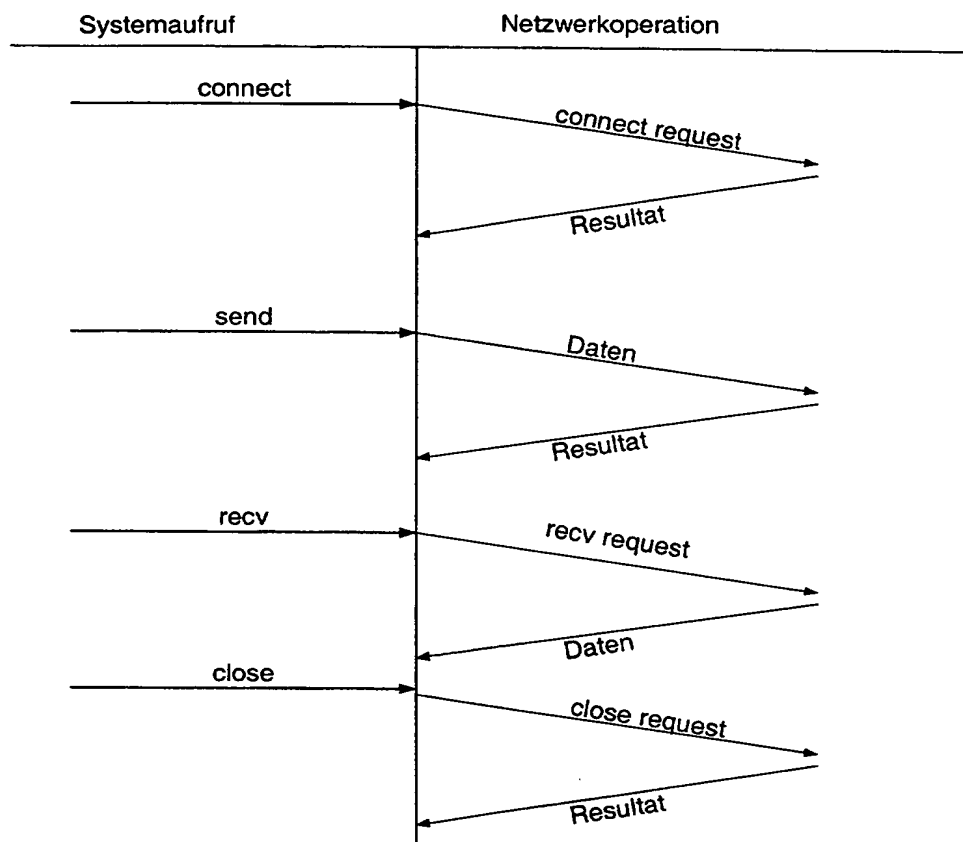 Systemaufruf
Netzwerkoperation
connect
connect request
Resultat
send
Daten
Resultat
recv
recv request
Daten
close
close request
Resultat